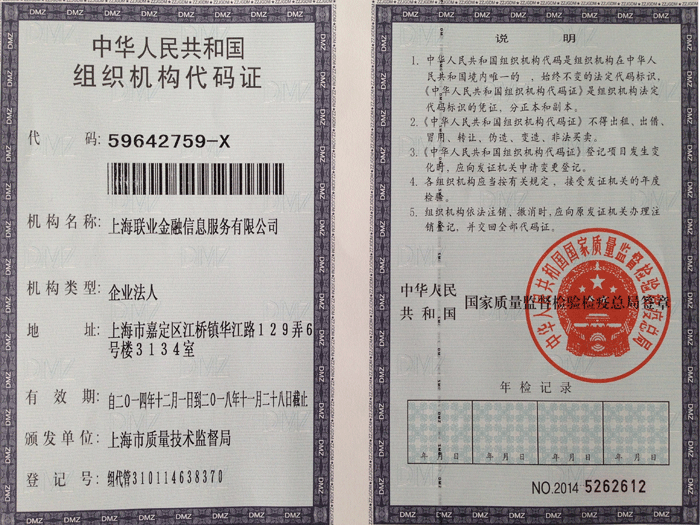 中华人民共和国
组织机构代码证
代 码: 59642759-X
机构名称: 上海联业金融信息服务有限公司
机构类型: 企业法人
地 址: 上海市嘉定区江桥镇华江路129弄6
号楼3134室
有 效 期: 自二〇一四年十二月一日到二〇一八年十一月二十八日截止
颁发单位: 上海市质量技术监督局
登 记 号: 组代管310114638370
说 明
1. 中华人民共和国组织机构代码是组织机构在中华人
民共和国境内唯一的 、始终不变的法定代码标识,
《中华人民共和国组织机构代码证》是组织机构法定
代码标识的凭证,分正本和副本。
2.《中华人民共和国组织机构代码证》不得出租、出借、
冒用、转让、伪造、变造、非法买卖。
3.《中华人民共和国组织机构代码证》登记项目发生变
化时,应向发证机关申请变更登记。
4. 各组织机构应当按有关规定 ,接受发证机关的年度
检验。
5. 组织机构依法注销、撤消时,应向原发证机关办理注
销登记,并交回全部代码证。
中华人民
共 和 国
国家质量监督检验检疫总局签章
中华人民共和国国家质量监督检验检疫总局
年 检 记 录
年 月 日 年 月 日 年 月 日 年 月 日
NO.2014 5262612